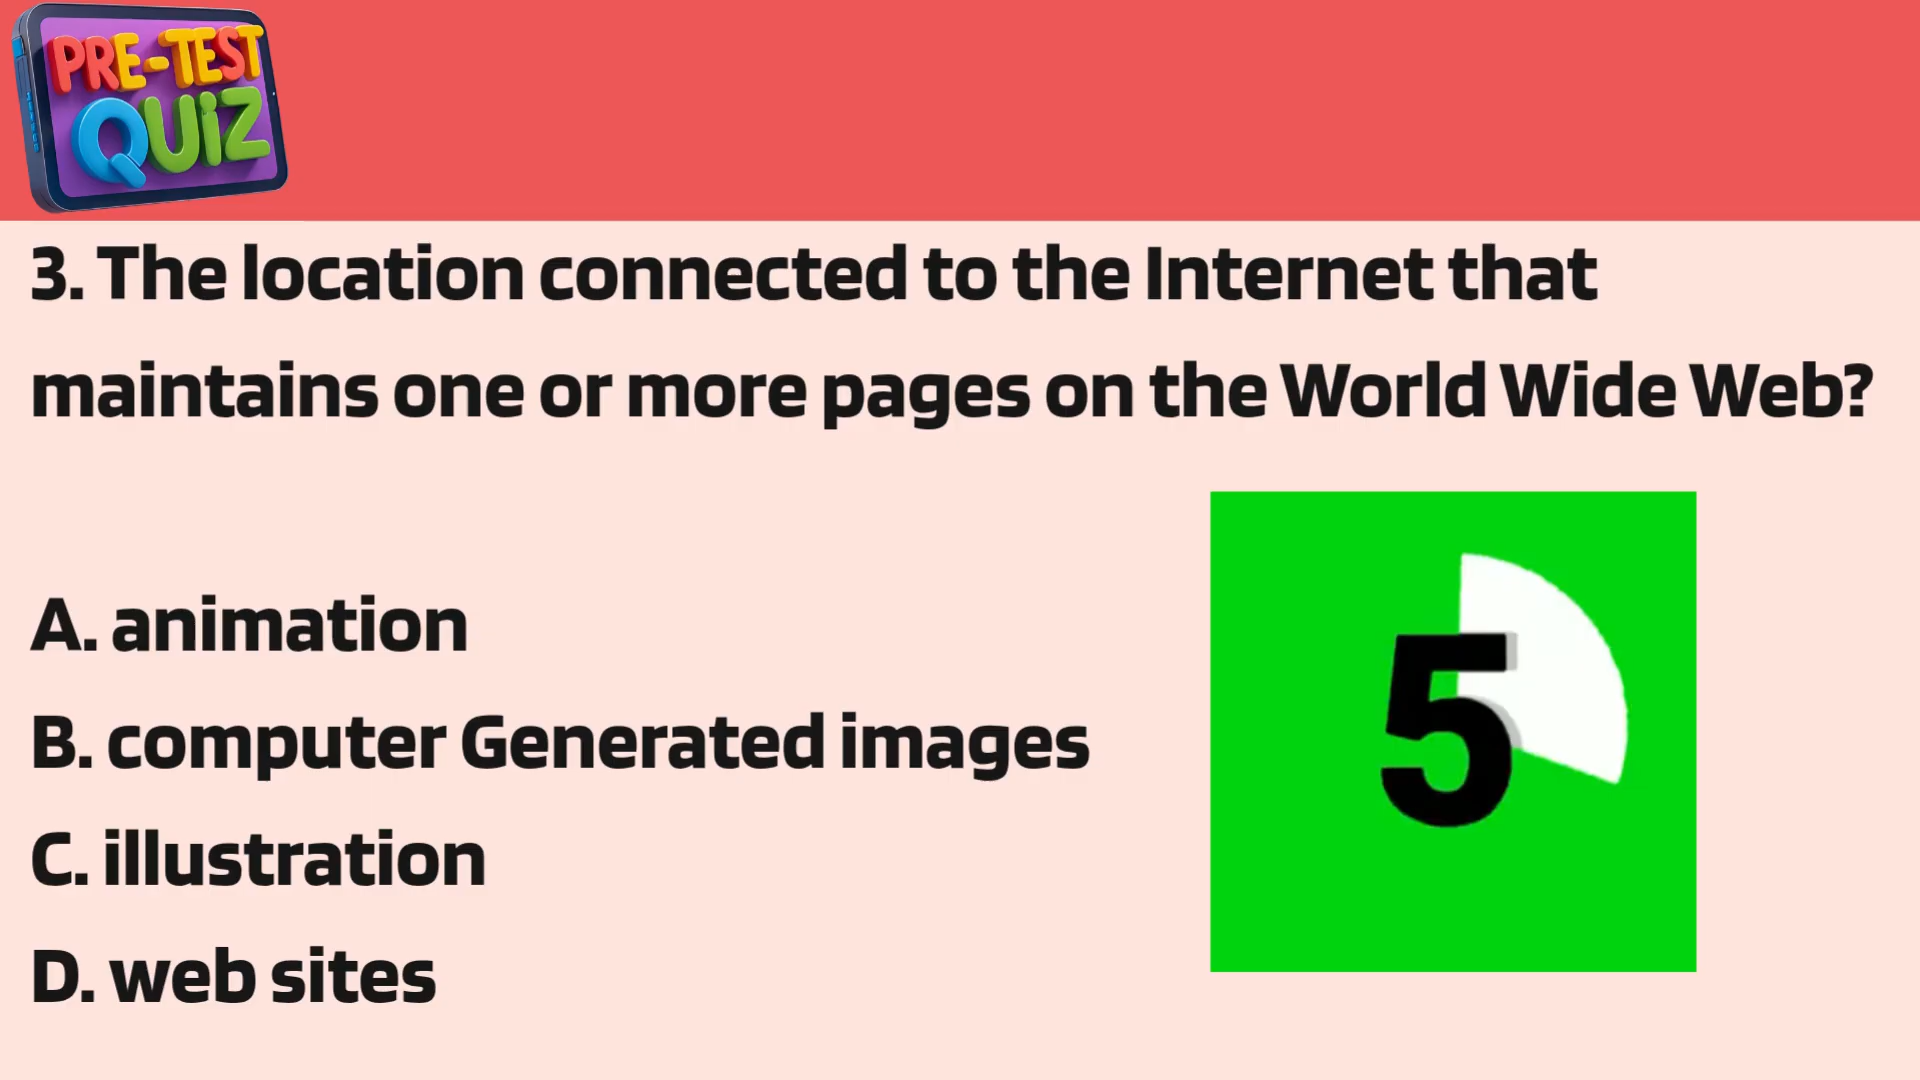 PRE-TEST
QUiZ
3. The location connected to the Internet that
maintains one or more pages on the World Wide Web?
A. animation
B. computer Generated images
C. illustration
D. web sites
5